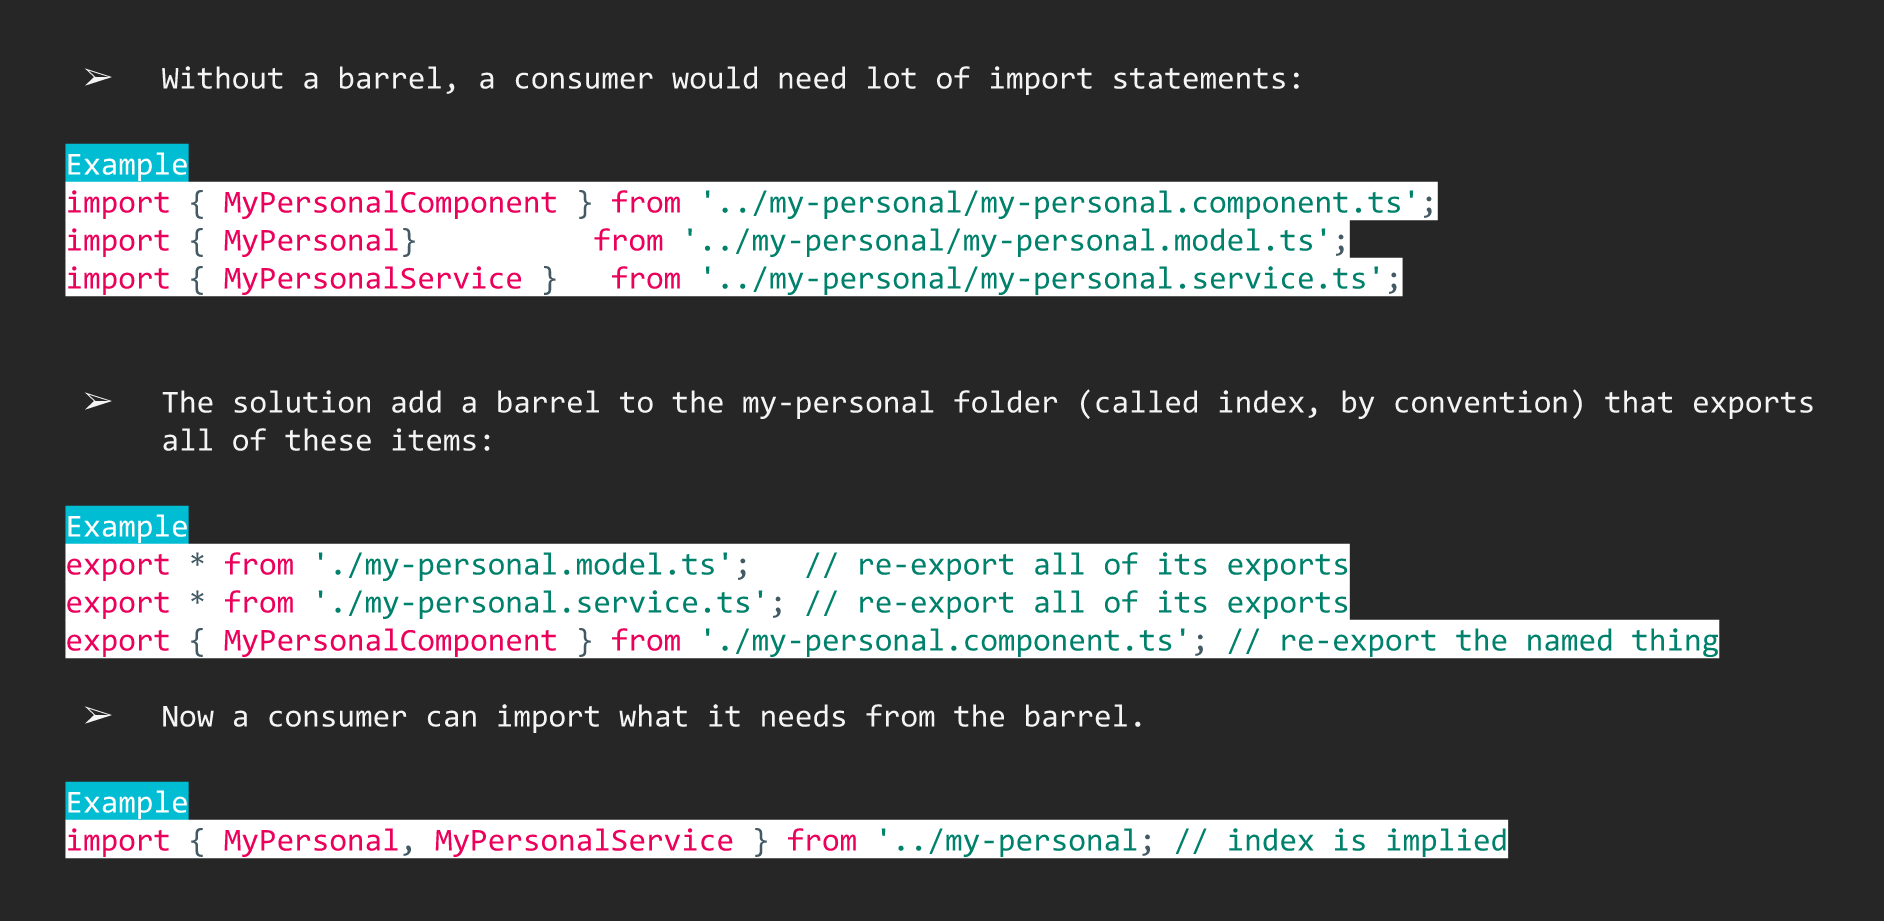 ➢ Without a barrel, a consumer would need lot of import statements:
Example
import { MyPersonalComponent } from '../my-personal/my-personal.component.ts';
import { MyPersonal}          from '../my-personal/my-personal.model.ts';
import { MyPersonalService }   from '../my-personal/my-personal.service.ts';
➢ The solution add a barrel to the my-personal folder (called index, by convention) that exports
all of these items:
Example
export * from './my-personal.model.ts';   // re-export all of its exports
export * from './my-personal.service.ts'; // re-export all of its exports
export { MyPersonalComponent } from './my-personal.component.ts'; // re-export the named thing
➢ Now a consumer can import what it needs from the barrel.
Example
import { MyPersonal, MyPersonalService } from '../my-personal; // index is implied